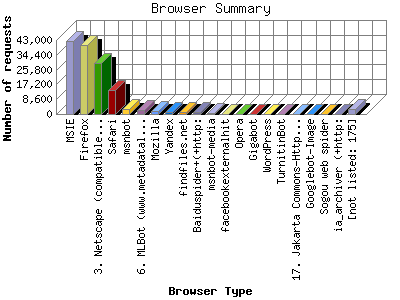 Browser Summary
Number of requests
43,000
34,400
25,800
17,200
8,600
0
MSIE
Firefox
3. Netscape (compatible...
Safari
msnbot
6. MLBot (www.metadatal...
Mozilla
Yandex
findfiles.net
Baiduspider+(+http:
msnbot-media
facebookexternalhit
Opera
Gigabot
WordPress
TurnitinBot
17. Jakarta Commons-Http...
Googlebot-Image
Sogou web spider
ia_archiver (+http:
[not listed: 175]
Browser Type